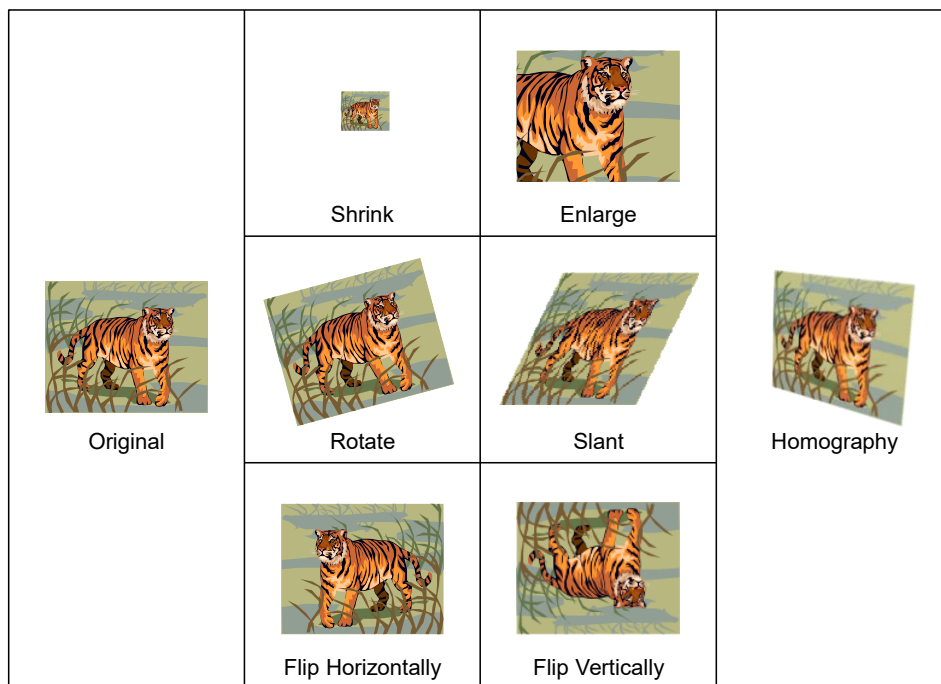 Shrink
Enlarge
Original
Rotate
Slant
Homography
Flip Horizontally
Flip Vertically